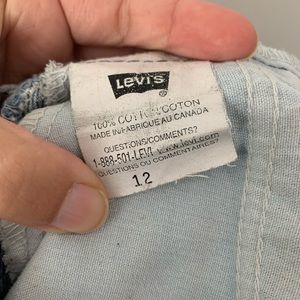 LEVI'S
®
100% COTTON/COTON
MADE IN/FABRIQUE AU CANADA
QUESTIONS/COMMENTS?
1-888-501-LEVI www.levi.com
QUESTIONS OU COMMENTAIRES?
12